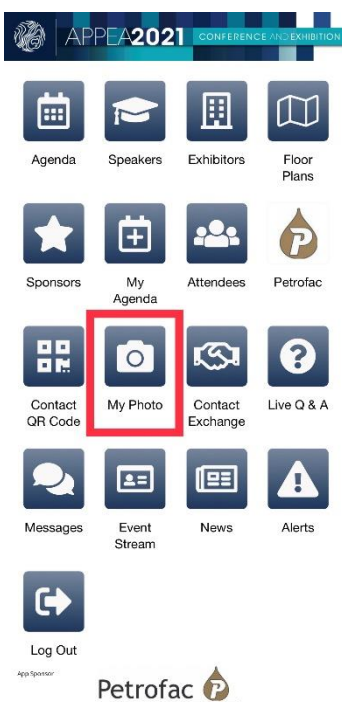 APPEA2021 CONFERENCE AND EXHIBITION
Agenda
Speakers
Exhibitors
Floor
Plans
Sponsors
My
Agenda
Attendees
Petrofac
Contact
QR Code
My Photo
Contact
Exchange
Live Q & A
Messages
Event
Stream
News
Alerts
Log Out
App Sponsor
Petrofac